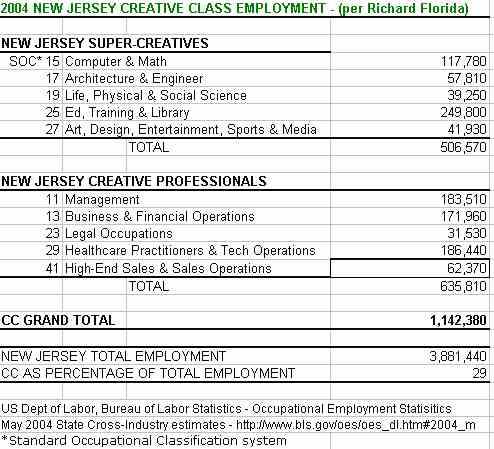 2004 NEW JERSEY CREATIVE CLASS EMPLOYMENT - (per Richard Florida)
NEW JERSEY SUPER-CREATIVES
SOC* 15 Computer & Math 117,780
17 Architecture & Engineer 57,810
19 Life, Physical & Social Science 39,250
25 Ed, Training & Library 249,800
27 Art, Design, Entertainment, Sports & Media 41,930
TOTAL 506,570
NEW JERSEY CREATIVE PROFESSIONALS
11 Management 183,510
13 Business & Financial Operations 171,960
23 Legal Occupations 31,530
29 Healthcare Practitioners & Tech Operations 186,440
41 High-End Sales & Sales Operations 62,370
TOTAL 635,810
CC GRAND TOTAL 1,142,380
NEW JERSEY TOTAL EMPLOYMENT 3,881,440
CC AS PERCENTAGE OF TOTAL EMPLOYMENT 29
US Dept of Labor, Bureau of Labor Statistics - Occupational Employment Statisitics
May 2004 State Cross-Industry estimates - http://www.bls.gov/oes/oes_dl.htm#2004_m
*Standard Occupational Classification system